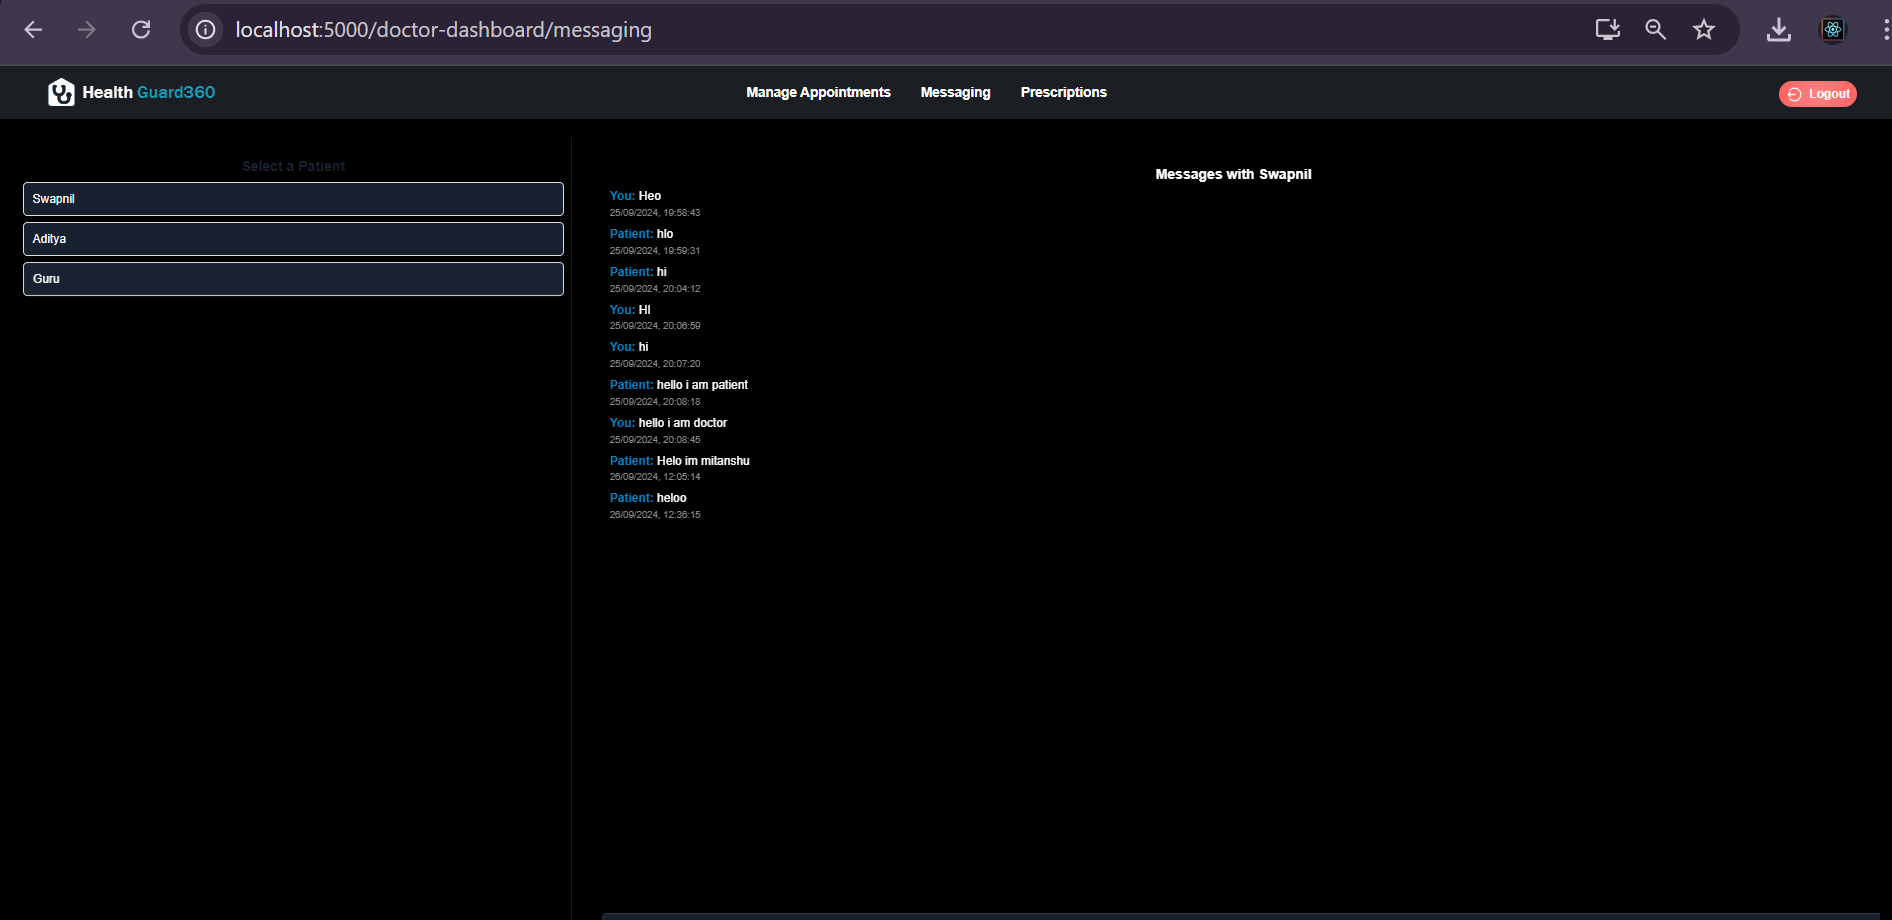 localhost:5000/doctor-dashboard/messaging
Health Guard360
Manage Appointments
Messaging
Prescriptions
Logout
Select a Patient
Swapnil
Aditya
Guru
Messages with Swapnil
You: Heo
25/09/2024, 19:58:43
Patient: hlo
25/09/2024, 19:59:31
Patient: hi
25/09/2024, 20:04:12
You: HI
25/09/2024, 20:06:59
You: hi
25/09/2024, 20:07:20
Patient: hello i am patient
25/09/2024, 20:08:18
You: hello i am doctor
25/09/2024, 20:08:45
Patient: Helo im mitanshu
26/09/2024, 12:05:14
Patient: heloo
26/09/2024, 12:36:15